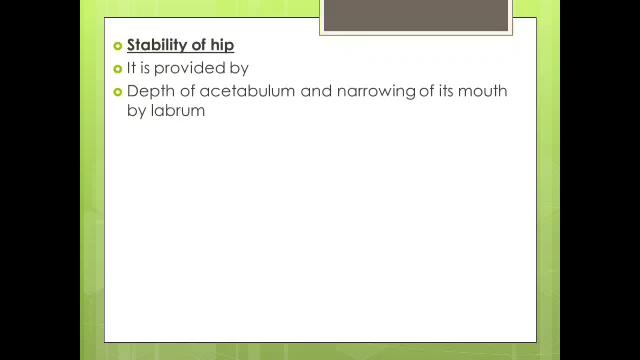 Stability of hip
It is provided by
Depth of acetabulum and narrowing of its mouth
by labrum